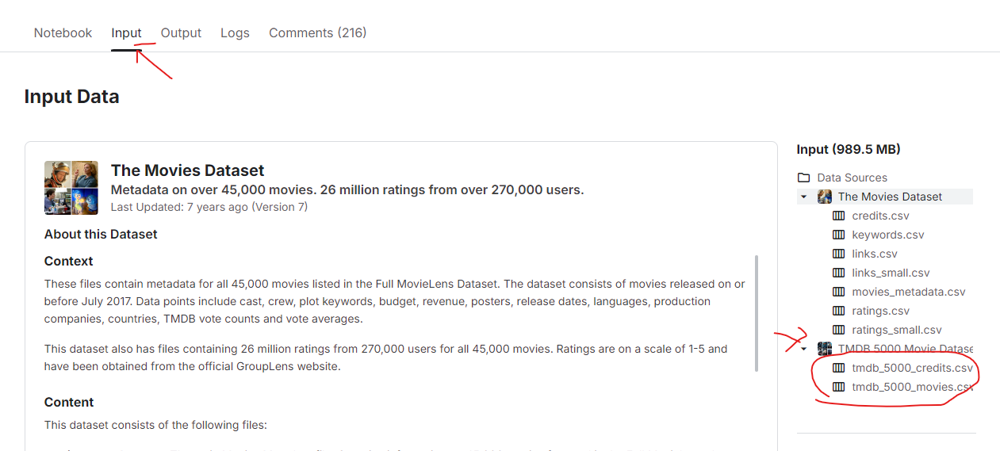 Notebook Input Output Logs Comments (216)
Input Data
The Movies Dataset
Metadata on over 45,000 movies. 26 million ratings from over 270,000 users.
Last Updated: 7 years ago (Version 7)
About this Dataset
Context
These files contain metadata for all 45,000 movies listed in the Full MovieLens Dataset. The dataset consists of movies released on or
before July 2017. Data points include cast, crew, plot keywords, budget, revenue, posters, release dates, languages, production
companies, countries, TMDB vote counts and vote averages.
This dataset also has files containing 26 million ratings from 270,000 users for all 45,000 movies. Ratings are on a scale of 1-5 and
have been obtained from the official GroupLens website.
Content
This dataset consists of the following files:
Input (989.5 MB)
Data Sources
The Movies Dataset
credits.csv
keywords.csv
links.csv
links_small.csv
movies_metadata.csv
ratings.csv
ratings_small.csv
TMDB 5000 Movie Datase
tmdb_5000_credits.csv
tmdb_5000_movies.csv